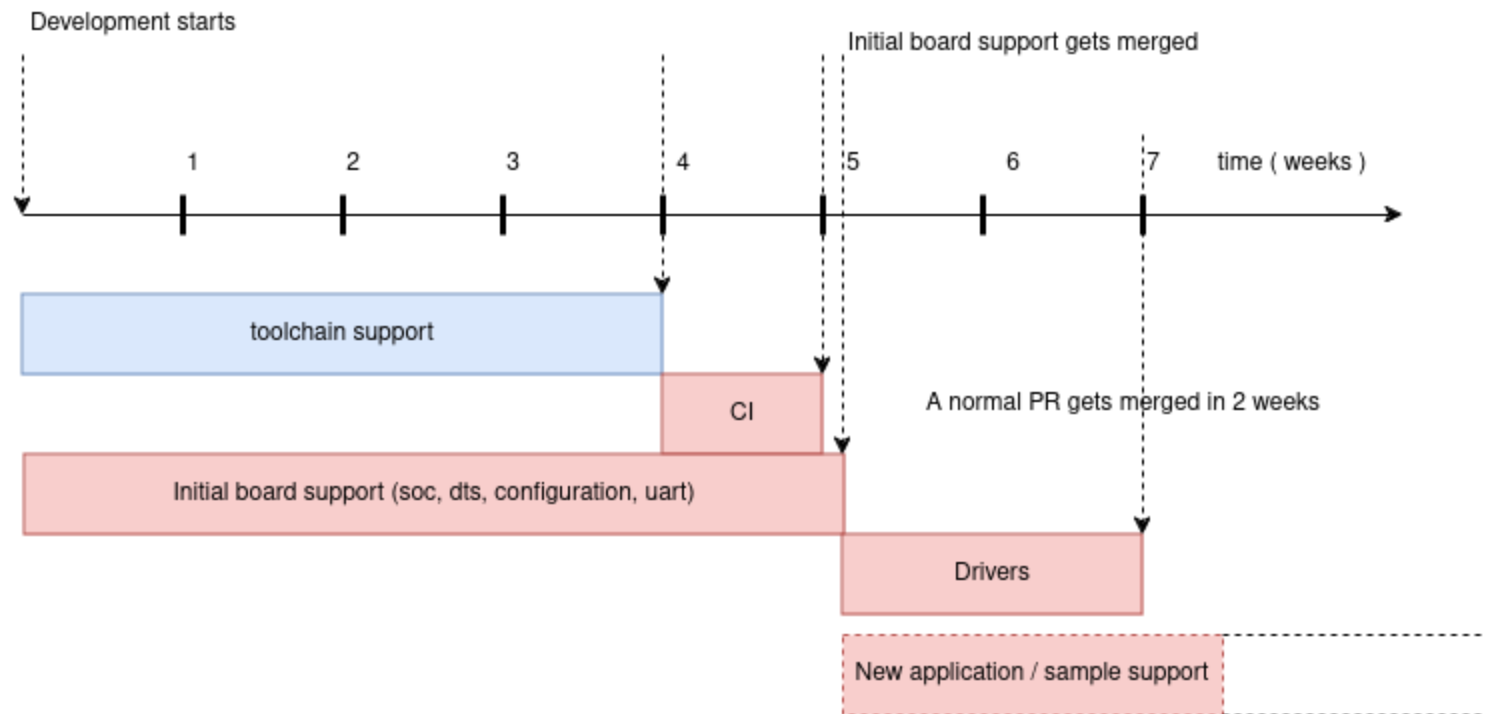 Development starts
Initial board support gets merged
1
2
3
4
5
6
7
time ( weeks )
toolchain support
CI
A normal PR gets merged in 2 weeks
Initial board support (soc, dts, configuration, uart)
Drivers
New application / sample support